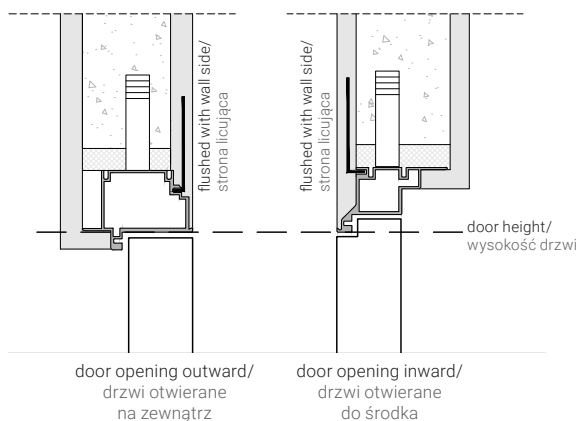 flushed with wall side/
strona licująca
flushed with wall side/
strona licująca
door height/
wysokość drzwi
door opening outward/
drzwi otwierane
na zewnątrz
door opening inward/
drzwi otwierane
do środka